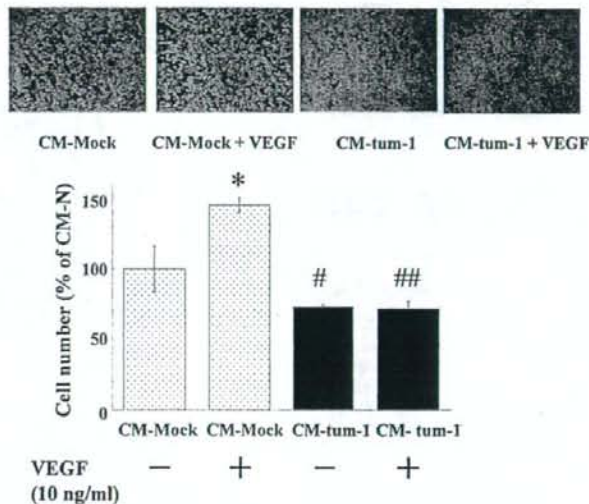 CM-Mock CM-Mock + VEGF CM-tum-1 CM-tum-1 + VEGF
Cell number (% of CM-N)
150
100
50
0
*
#
##
CM-Mock CM-Mock CM-tum-1 CM- tum-1
VEGF − + − +
(10 ng/ml)